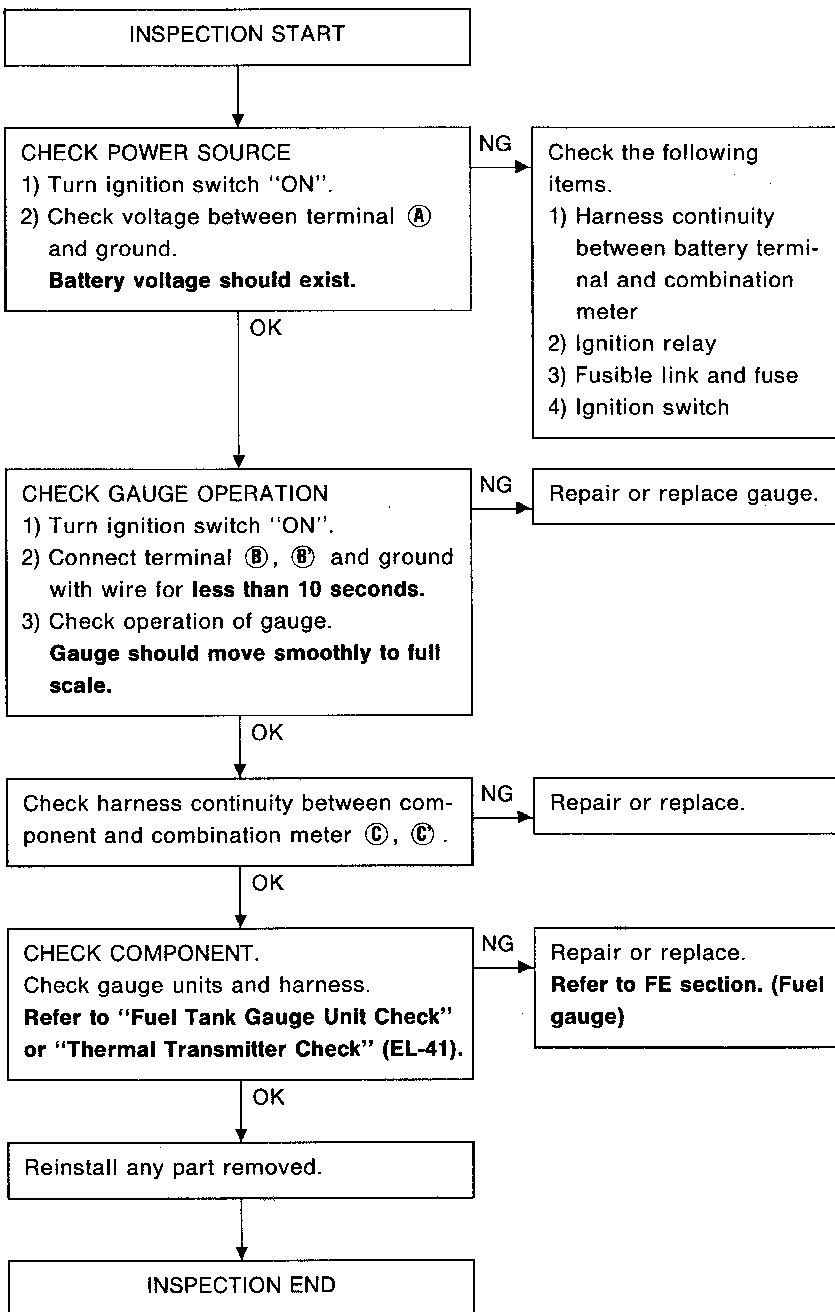 INSPECTION START
CHECK POWER SOURCE
1) Turn ignition switch "ON".
2) Check voltage between terminal Ⓐ
and ground.
Battery voltage should exist.
NG
Check the following
items.
1) Harness continuity
between battery termi-
nal and combination
meter
2) Ignition relay
3) Fusible link and fuse
4) Ignition switch
OK
CHECK GAUGE OPERATION
1) Turn ignition switch "ON".
2) Connect terminal Ⓑ, Ⓑ' and ground
with wire for less than 10 seconds.
3) Check operation of gauge.
Gauge should move smoothly to full
scale.
NG
Repair or replace gauge.
OK
Check harness continuity between com-
ponent and combination meter Ⓒ, Ⓒ' .
NG
Repair or replace.
OK
CHECK COMPONENT.
Check gauge units and harness.
Refer to "Fuel Tank Gauge Unit Check"
or "Thermal Transmitter Check" (EL-41).
NG
Repair or replace.
Refer to FE section. (Fuel
gauge)
OK
Reinstall any part removed.
INSPECTION END